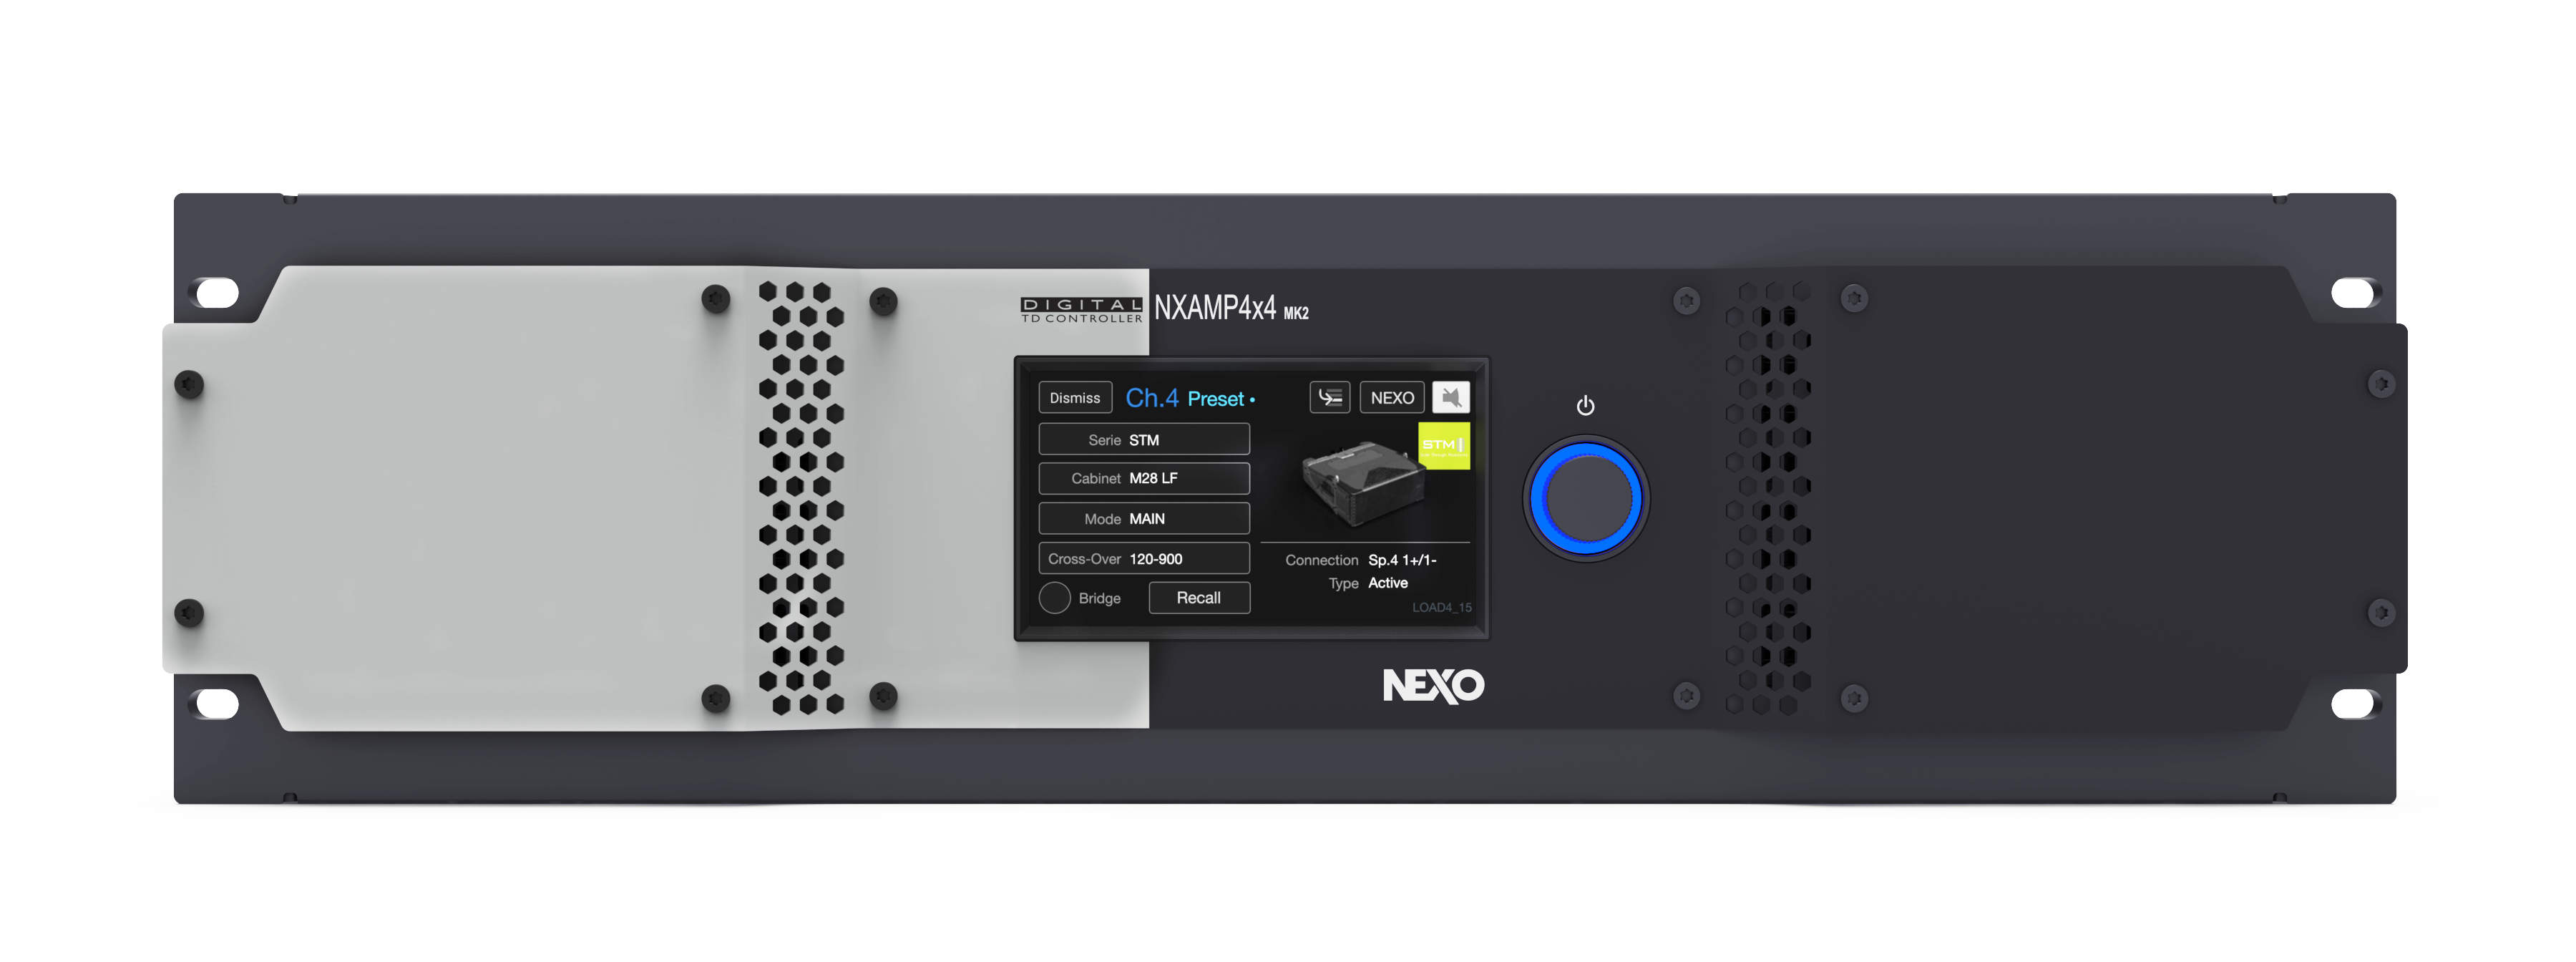 DIGITAL
TD CONTROLLER
NXAMP4x4 MK2
Dismiss Ch.4 Preset • NEXO
Serie STM
STM
Cabinet M28 LF
Mode MAIN
Cross-Over 120-900
Connection Sp.4 1+/1-
Type Active
Bridge Recall
LOAD4_15
NEXO